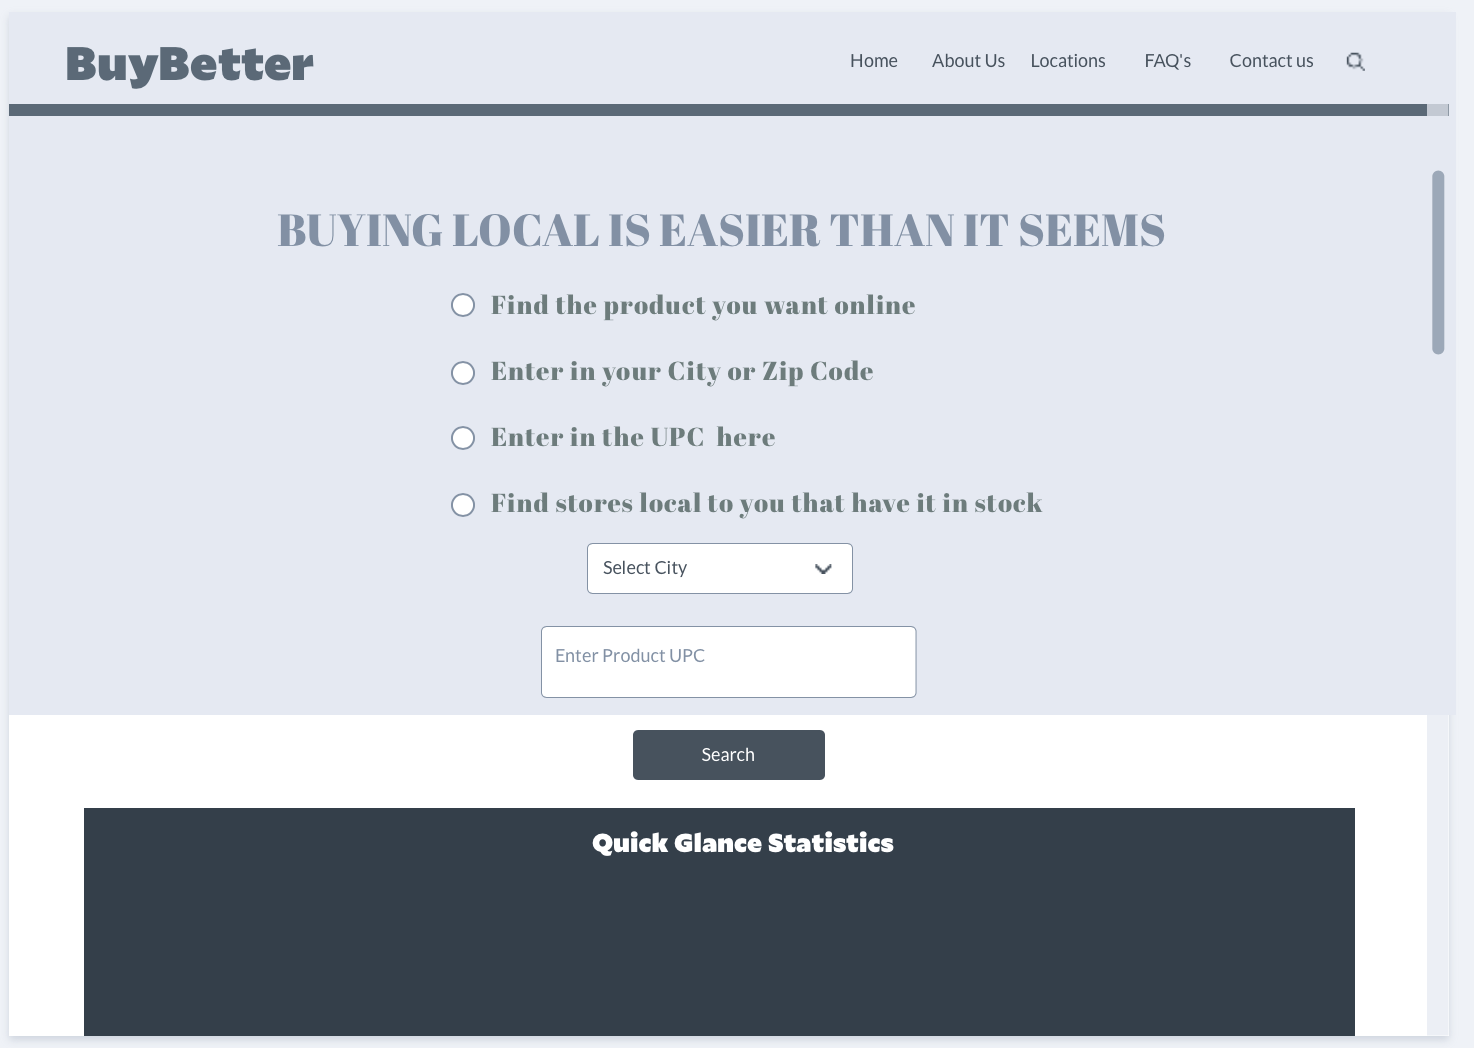 BuyBetter
Home About Us Locations FAQ's Contact us
BUYING LOCAL IS EASIER THAN IT SEEMS
Find the product you want online
Enter in your City or Zip Code
Enter in the UPC here
Find stores local to you that have it in stock
Select City
Enter Product UPC
Search
Quick Glance Statistics